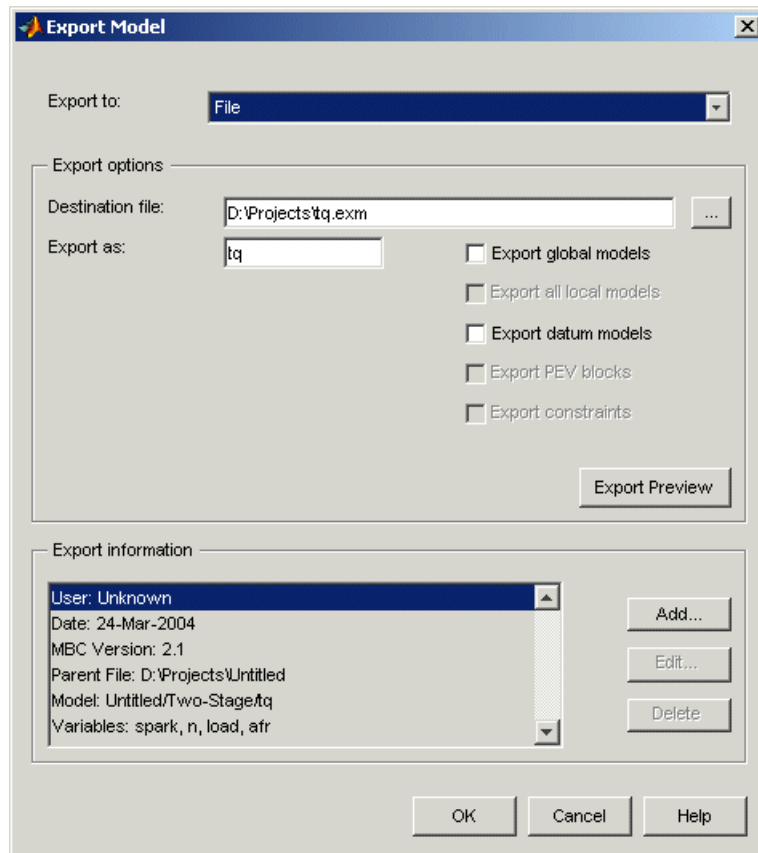 Export Model
Export to: File
Export options
Destination file: D:\Projects\tq.exm ...
Export as: tq
Export global models
Export all local models
Export datum models
Export PEV blocks
Export constraints
Export Preview
Export information
User: Unknown
Date: 24-Mar-2004
MBC Version: 2.1
Parent File: D:\Projects\Untitled
Model: Untitled/Two-Stage/tq
Variables: spark, n, load, afr
Add...
Edit...
Delete
OK Cancel Help